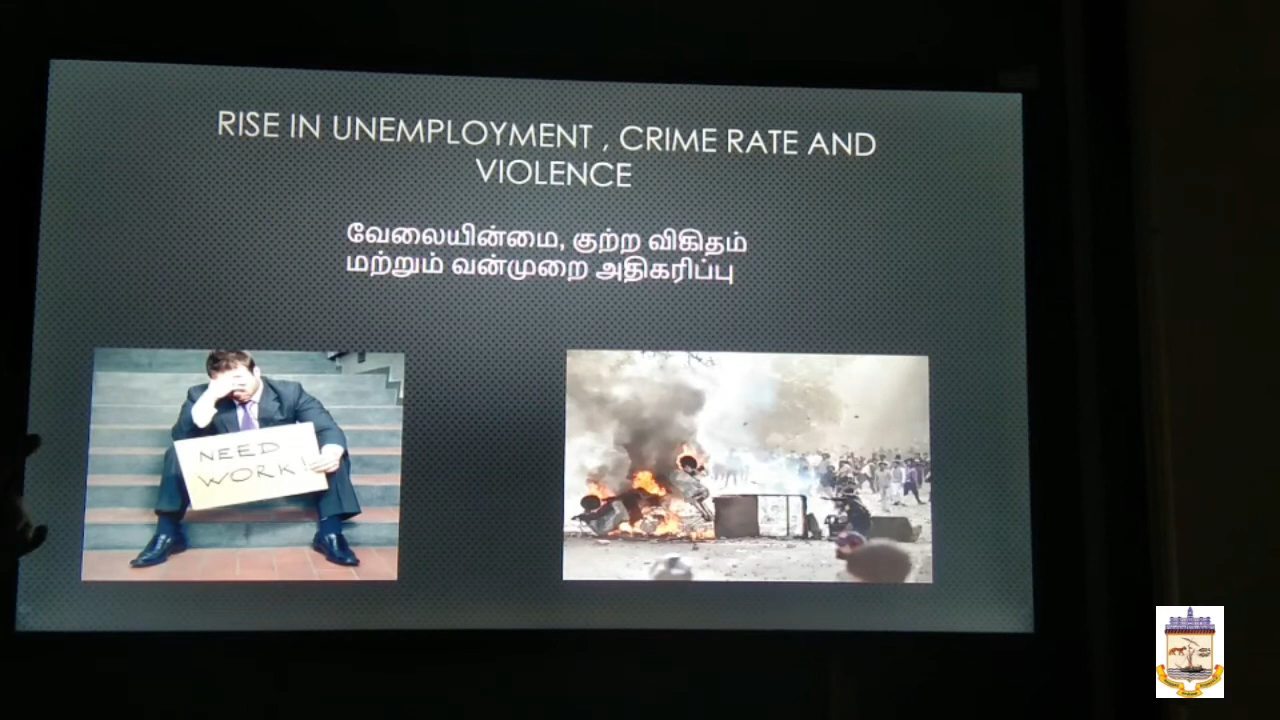 RISE IN UNEMPLOYMENT , CRIME RATE AND
VIOLENCE
வேலையின்மை, குற்ற விகிதம்
மற்றும் வன்முறை அதிகரிப்பு
NEED
WORK!